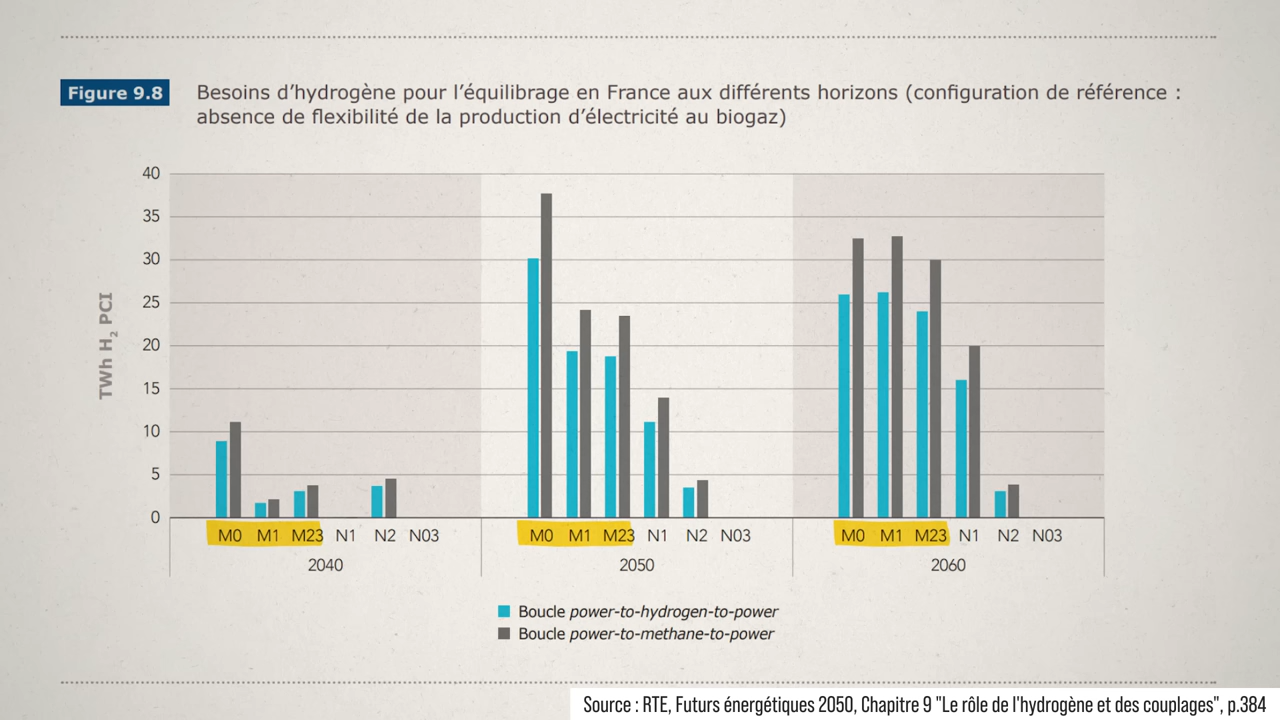 Figure 9.8
Besoins d’hydrogène pour l’équilibrage en France aux différents horizons (configuration de référence :
absence de flexibilité de la production d’électricité au biogaz)
TWh H₂ PCI
40
35
30
25
20
15
10
5
0
M0 M1 M23 N1 N2 N03 M0 M1 M23 N1 N2 N03 M0 M1 M23 N1 N2 N03
2040 2050 2060
Boucle power-to-hydrogen-to-power
Boucle power-to-methane-to-power
Source : RTE, Futurs énergétiques 2050, Chapitre 9 "Le rôle de l'hydrogène et des couplages", p.384